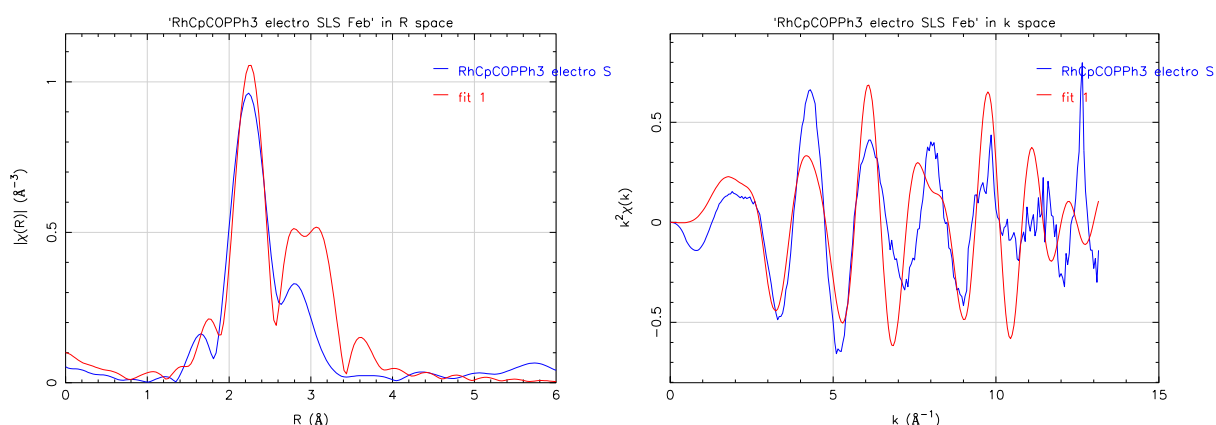 'RhCpCOPPh3 electro SLS Feb' in R space
|χ(R)| (Å⁻³)
1
0.5
0
RhCpCOPPh3 electro S
fit 1
0 1 2 3 4 5 6
R (Å)
'RhCpCOPPh3 electro SLS Feb' in k space
k²χ(k)
0.5
0
−0.5
RhCpCOPPh3 electro S
fit 1
0 5 10 15
k (Å⁻¹)